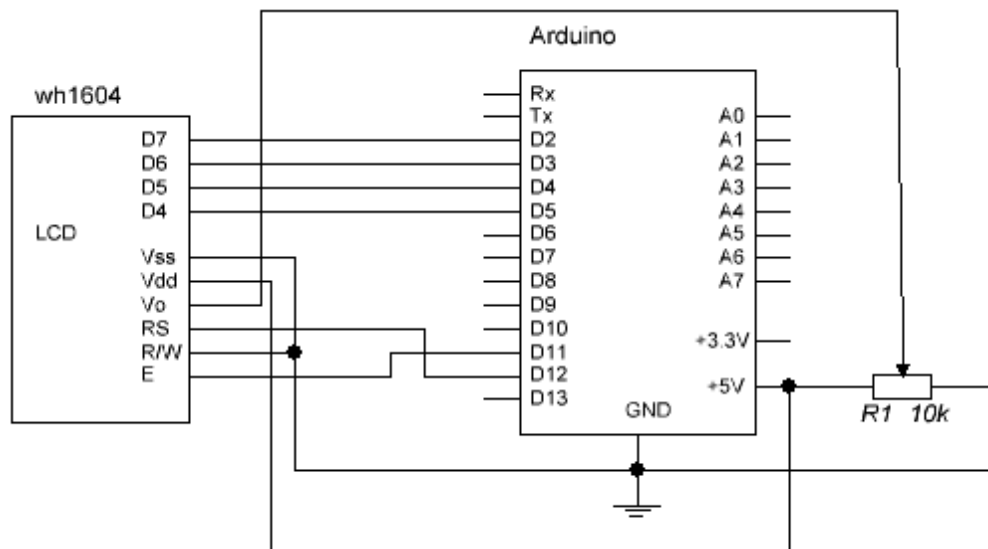 Arduino
wh1604
LCD
D7
D6
D5
D4
Vss
Vdd
Vo
RS
R/W
E
Rx
Tx
D2
D3
D4
D5
D6
D7
D8
D9
D10
D11
D12
D13
GND
A0
A1
A2
A3
A4
A5
A6
A7
+3.3V
+5V
R1 10k